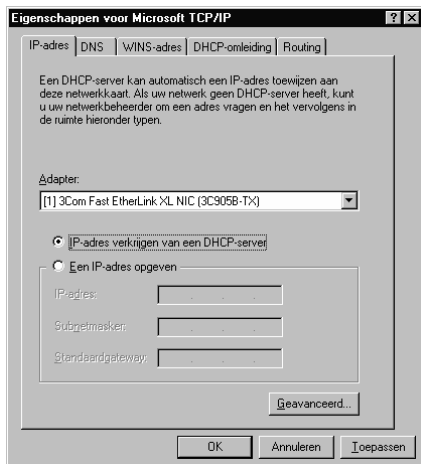 Eigenschappen voor Microsoft TCP/IP
IP-adres DNS WINS-adres DHCP-omleiding Routing
Een DHCP-server kan automatisch een IP-adres toewijzen aan
deze netwerkkaart. Als uw netwerk geen DHCP-server heeft, kunt
u uw netwerkbeheerder om een adres vragen en het vervolgens in
de ruimte hieronder typen.
Adapter:
[1] 3Com Fast EtherLink XL NIC (3C905B-TX)
IP-adres verkrijgen van een DHCP-server
Een IP-adres opgeven
IP-adres:
Subnetmasker:
Standaardgateway:
Geavanceerd...
OK Annuleren Toepassen